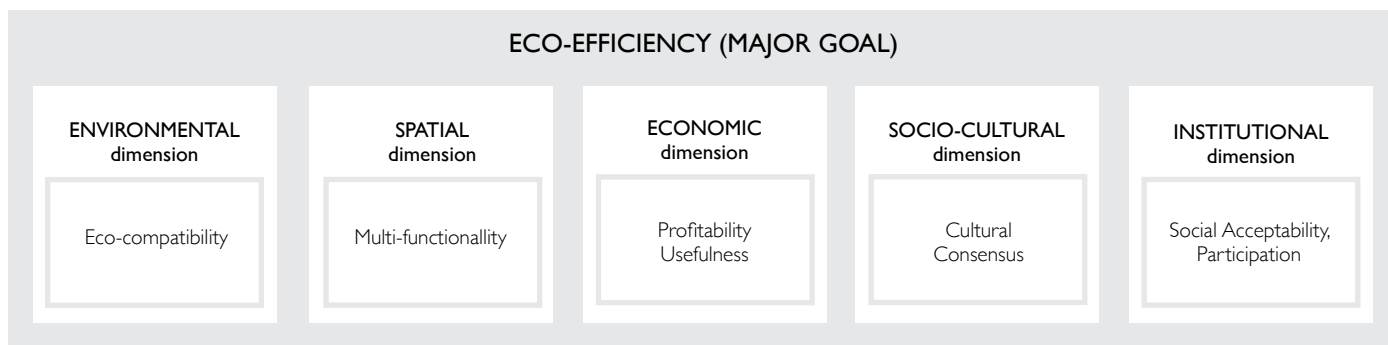 ECO-EFFICIENCY (MAJOR GOAL)
ENVIRONMENTAL
dimension
Eco-compatibility
SPATIAL
dimension
Multi-functionallity
ECONOMIC
dimension
Profitability
Usefulness
SOCIO-CULTURAL
dimension
Cultural
Consensus
INSTITUTIONAL
dimension
Social Acceptability,
Participation